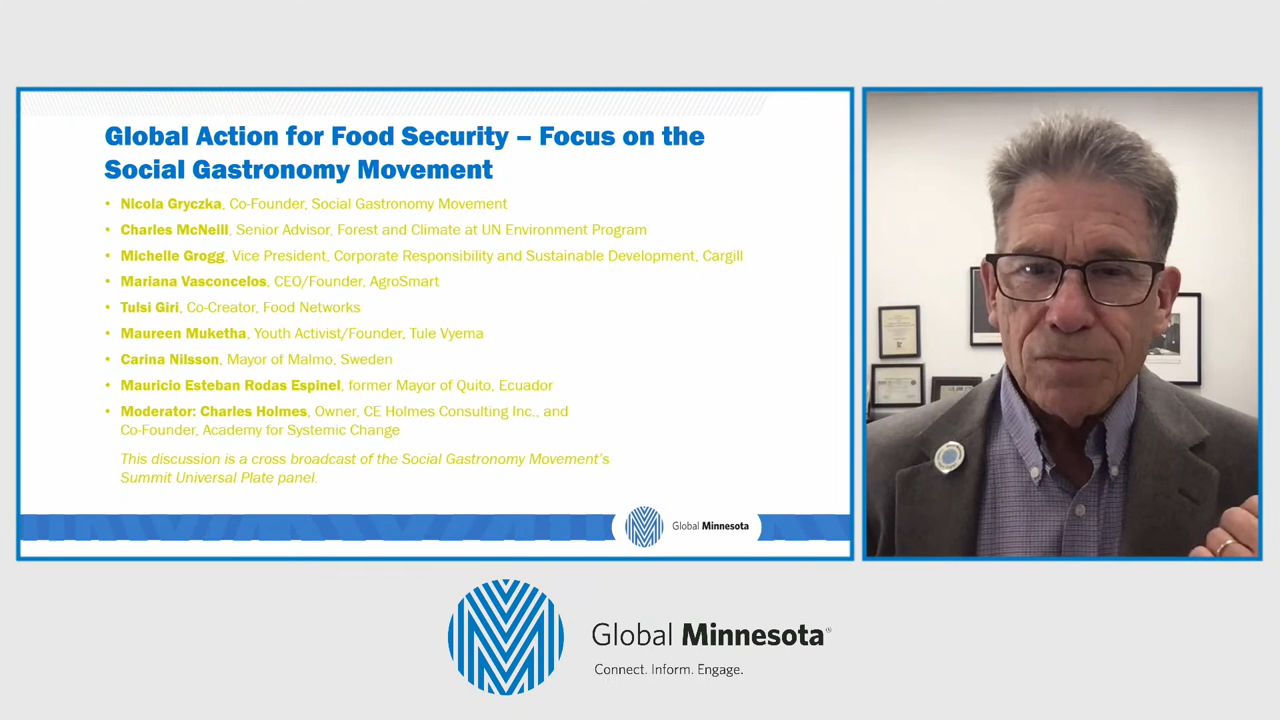 Global Action for Food Security – Focus on the
Social Gastronomy Movement
• Nicola Gryczka, Co-Founder, Social Gastronomy Movement
• Charles McNeill, Senior Advisor, Forest and Climate at UN Environment Program
• Michelle Grogg, Vice President, Corporate Responsibility and Sustainable Development, Cargill
• Mariana Vasconcelos, CEO/Founder, AgroSmart
• Tulsi Giri, Co-Creator, Food Networks
• Maureen Muketha, Youth Activist/Founder, Tule Vyema
• Carina Nilsson, Mayor of Malmo, Sweden
• Mauricio Esteban Rodas Espinel, former Mayor of Quito, Ecuador
• Moderator: Charles Holmes, Owner, CE Holmes Consulting Inc., and
Co-Founder, Academy for Systemic Change
This discussion is a cross broadcast of the Social Gastronomy Movement's
Summit Universal Plate panel.
Global Minnesota
Global Minnesota®
Connect. Inform. Engage.